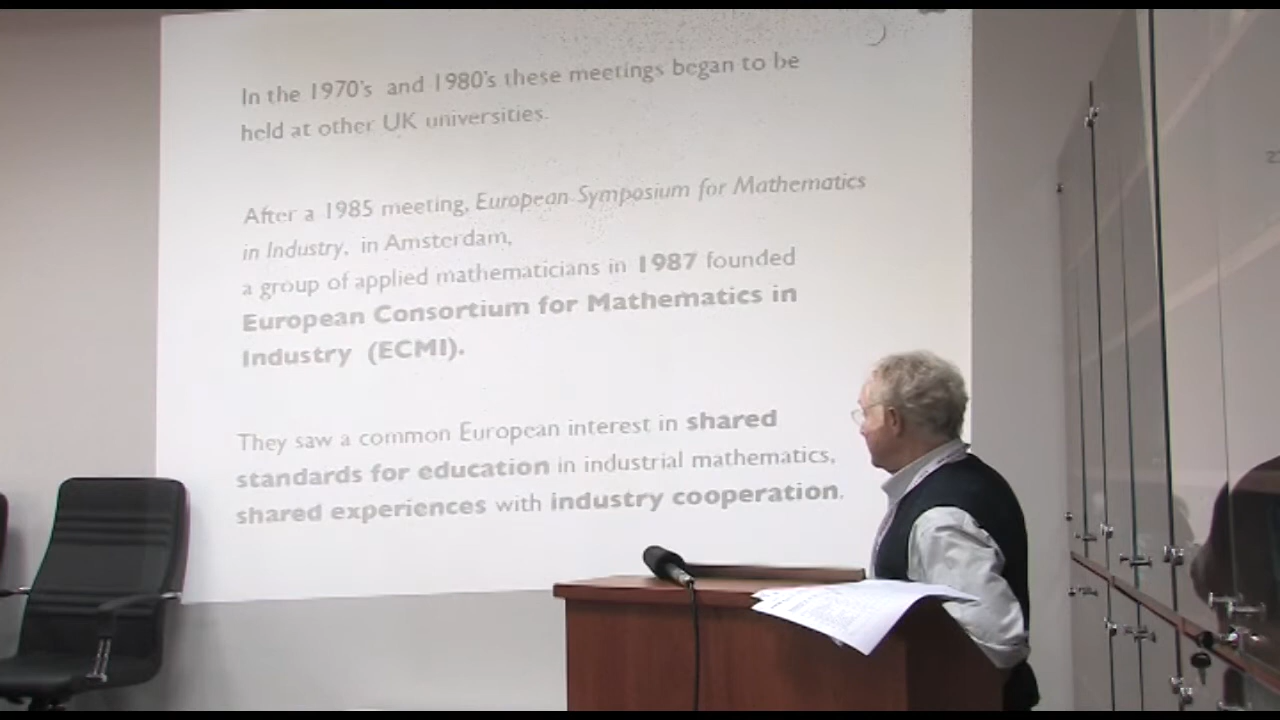 In the 1970's and 1980's these meetings began to be
held at other UK universities.
After a 1985 meeting, European Symposium for Mathematics
in Industry, in Amsterdam,
a group of applied mathematicians in 1987 founded
European Consortium for Mathematics in
Industry (ECMI).
They saw a common European interest in shared
standards for education in industrial mathematics,
shared experiences with industry cooperation.